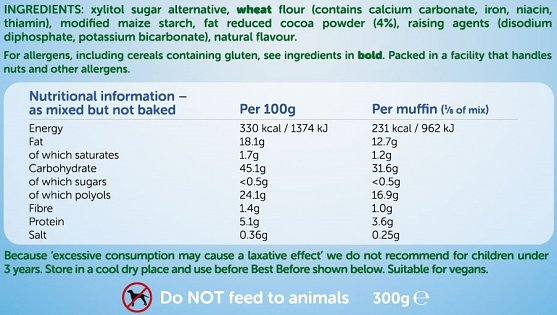 INGREDIENTS: xylitol sugar alternative, wheat flour (contains calcium carbonate, iron, niacin,
thiamin), modified maize starch, fat reduced cocoa powder (4%), raising agents (disodium
diphosphate, potassium bicarbonate), natural flavour.
For allergens, including cereals containing gluten, see ingredients in bold. Packed in a facility that handles
nuts and other allergens.
Nutritional information –
as mixed but not baked Per 100g Per muffin (⅛ of mix)
Energy 330 kcal / 1374 kJ 231 kcal / 962 kJ
Fat 18.1g 12.7g
of which saturates 1.7g 1.2g
Carbohydrate 45.1g 31.6g
of which sugars <0.5g <0.5g
of which polyols 24.1g 16.9g
Fibre 1.4g 1.0g
Protein 5.1g 3.6g
Salt 0.36g 0.25g
Because 'excessive consumption may cause a laxative effect' we do not recommend for children under
3 years. Store in a cool dry place and use before Best Before shown below. Suitable for vegans.
Do NOT feed to animals 300g ℮